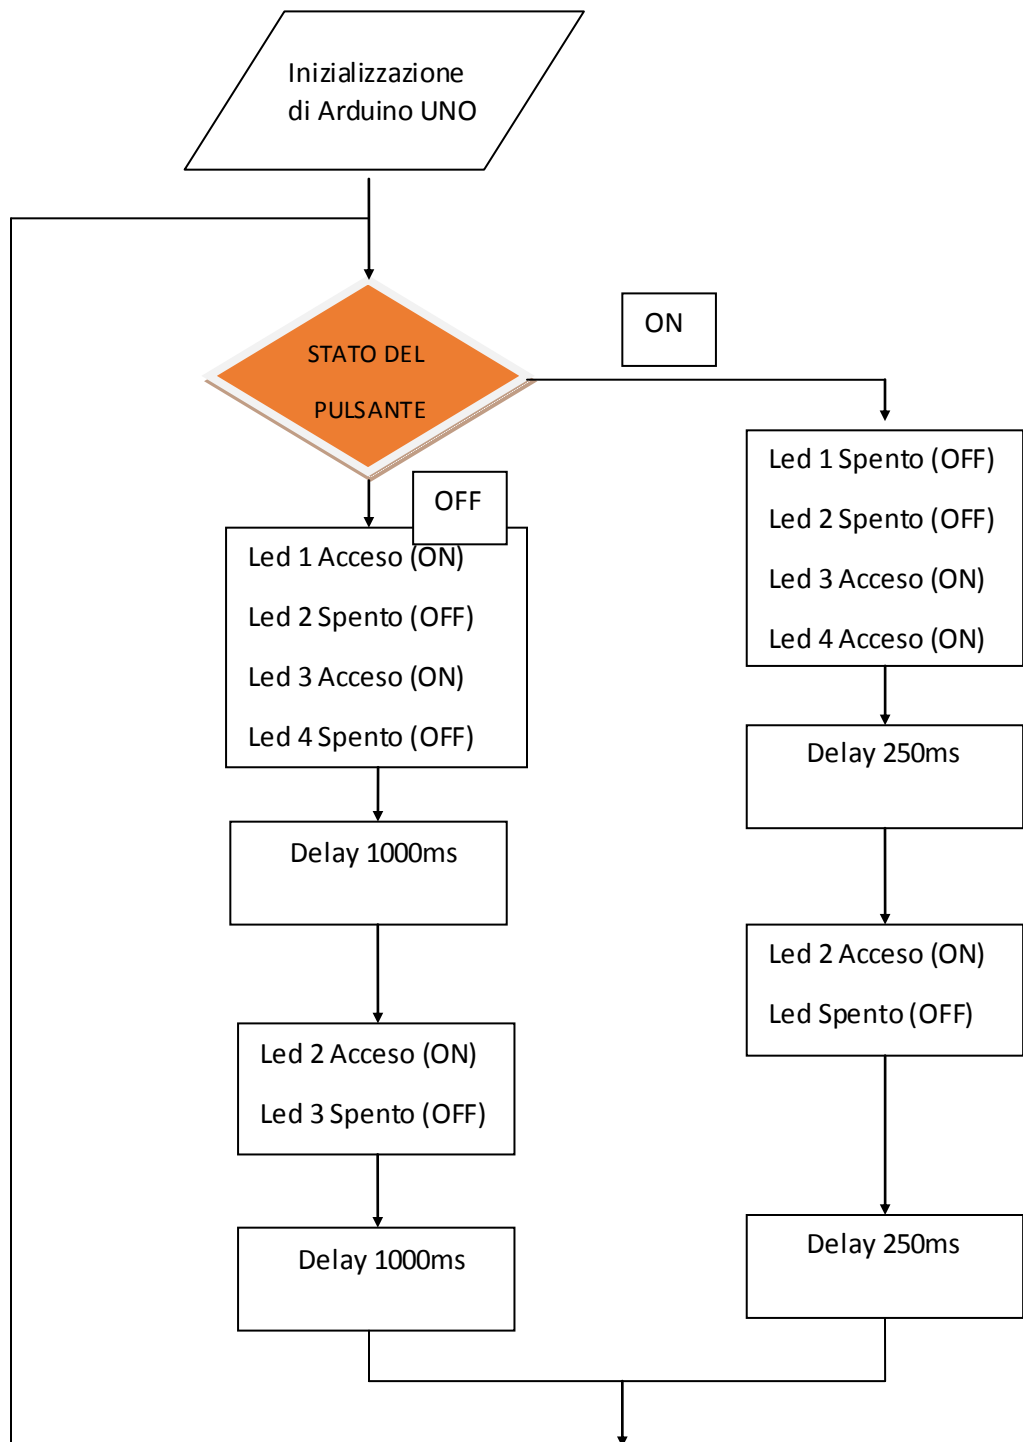 Inizializzazione
di Arduino UNO
STATO DEL
PULSANTE
ON
OFF
Led 1 Acceso (ON)
Led 2 Spento (OFF)
Led 3 Acceso (ON)
Led 4 Spento (OFF)
Delay 1000ms
Led 2 Acceso (ON)
Led 3 Spento (OFF)
Delay 1000ms
Led 1 Spento (OFF)
Led 2 Spento (OFF)
Led 3 Acceso (ON)
Led 4 Acceso (ON)
Delay 250ms
Led 2 Acceso (ON)
Led Spento (OFF)
Delay 250ms